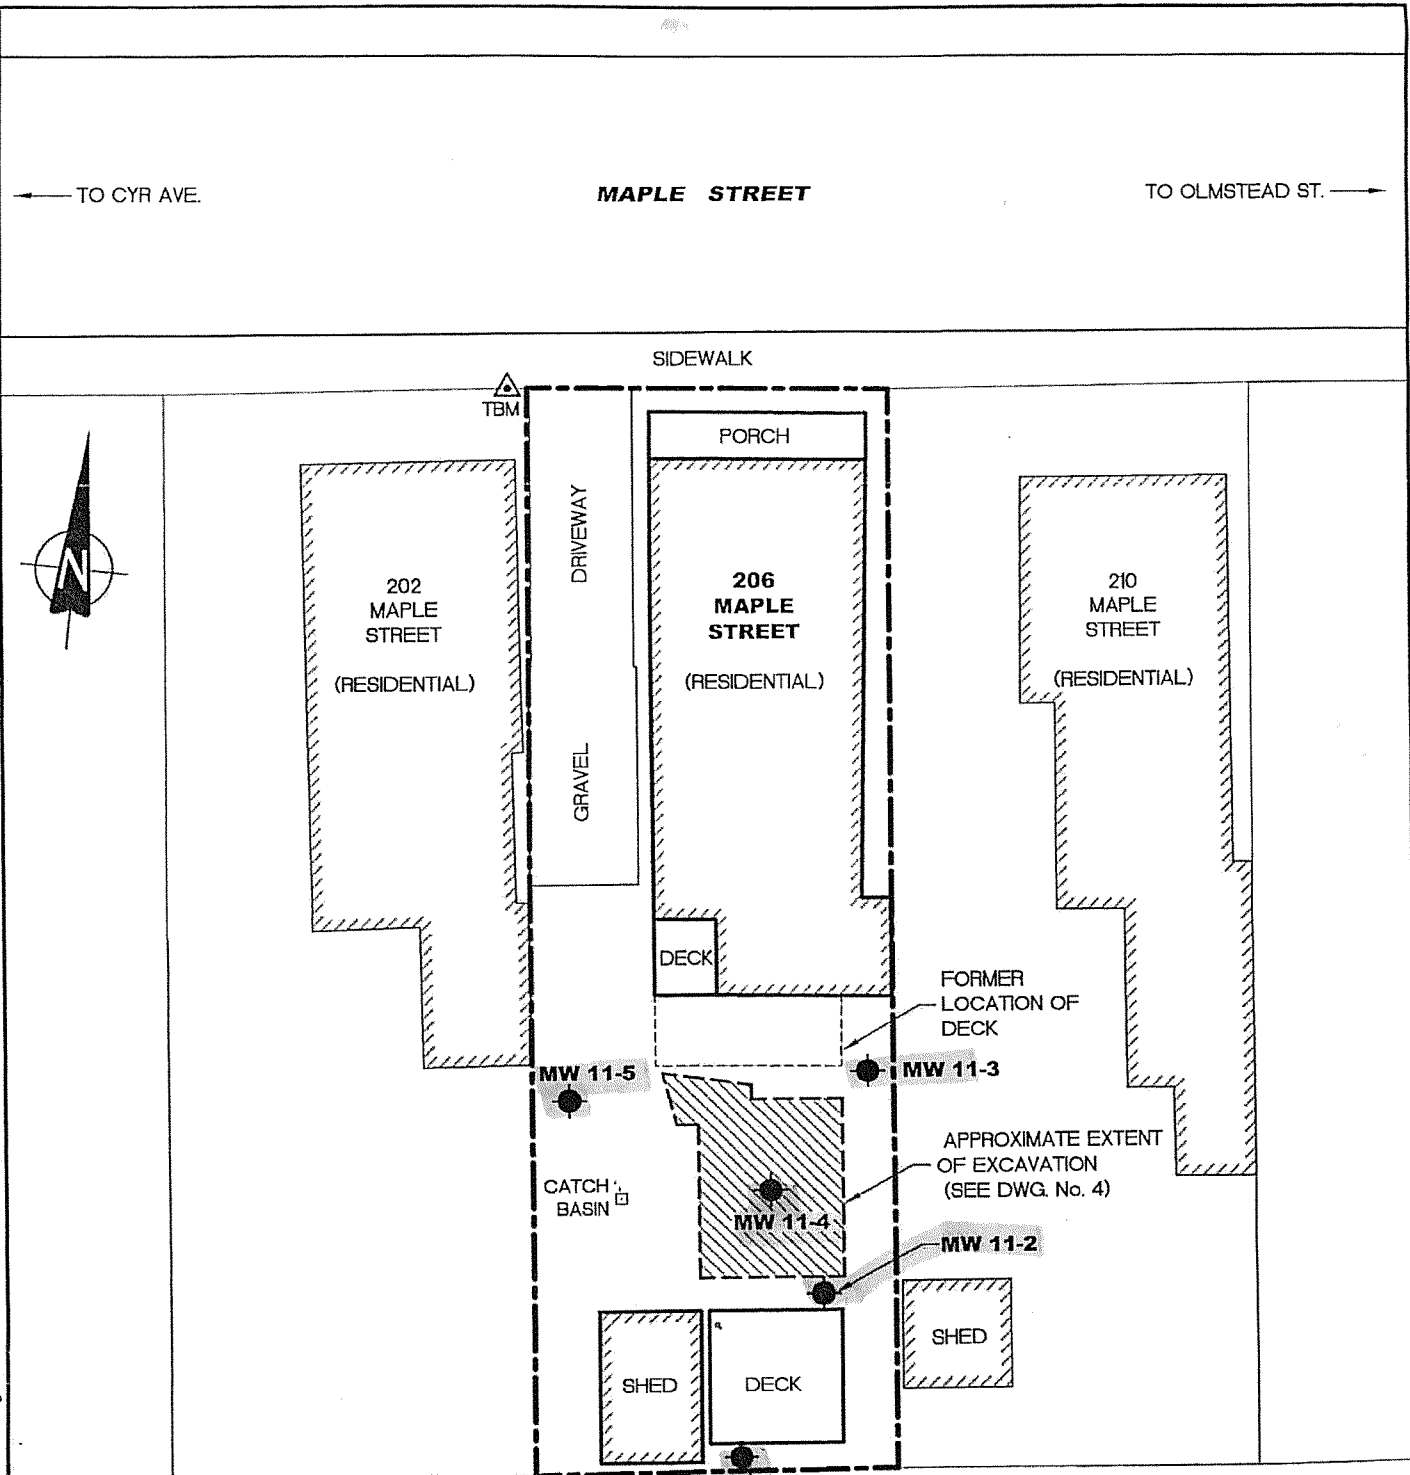 TO CYR AVE.
MAPLE STREET
TO OLMSTEAD ST.
SIDEWALK
TBM
PORCH
DRIVEWAY
GRAVEL
N
202
MAPLE
STREET
(RESIDENTIAL)
206
MAPLE
STREET
(RESIDENTIAL)
210
MAPLE
STREET
(RESIDENTIAL)
DECK
FORMER
LOCATION OF
DECK
MW 11-5
MW 11-3
APPROXIMATE EXTENT
OF EXCAVATION
(SEE DWG. No. 4)
CATCH
BASIN
MW 11-4
MW 11-2
SHED
DECK
SHED